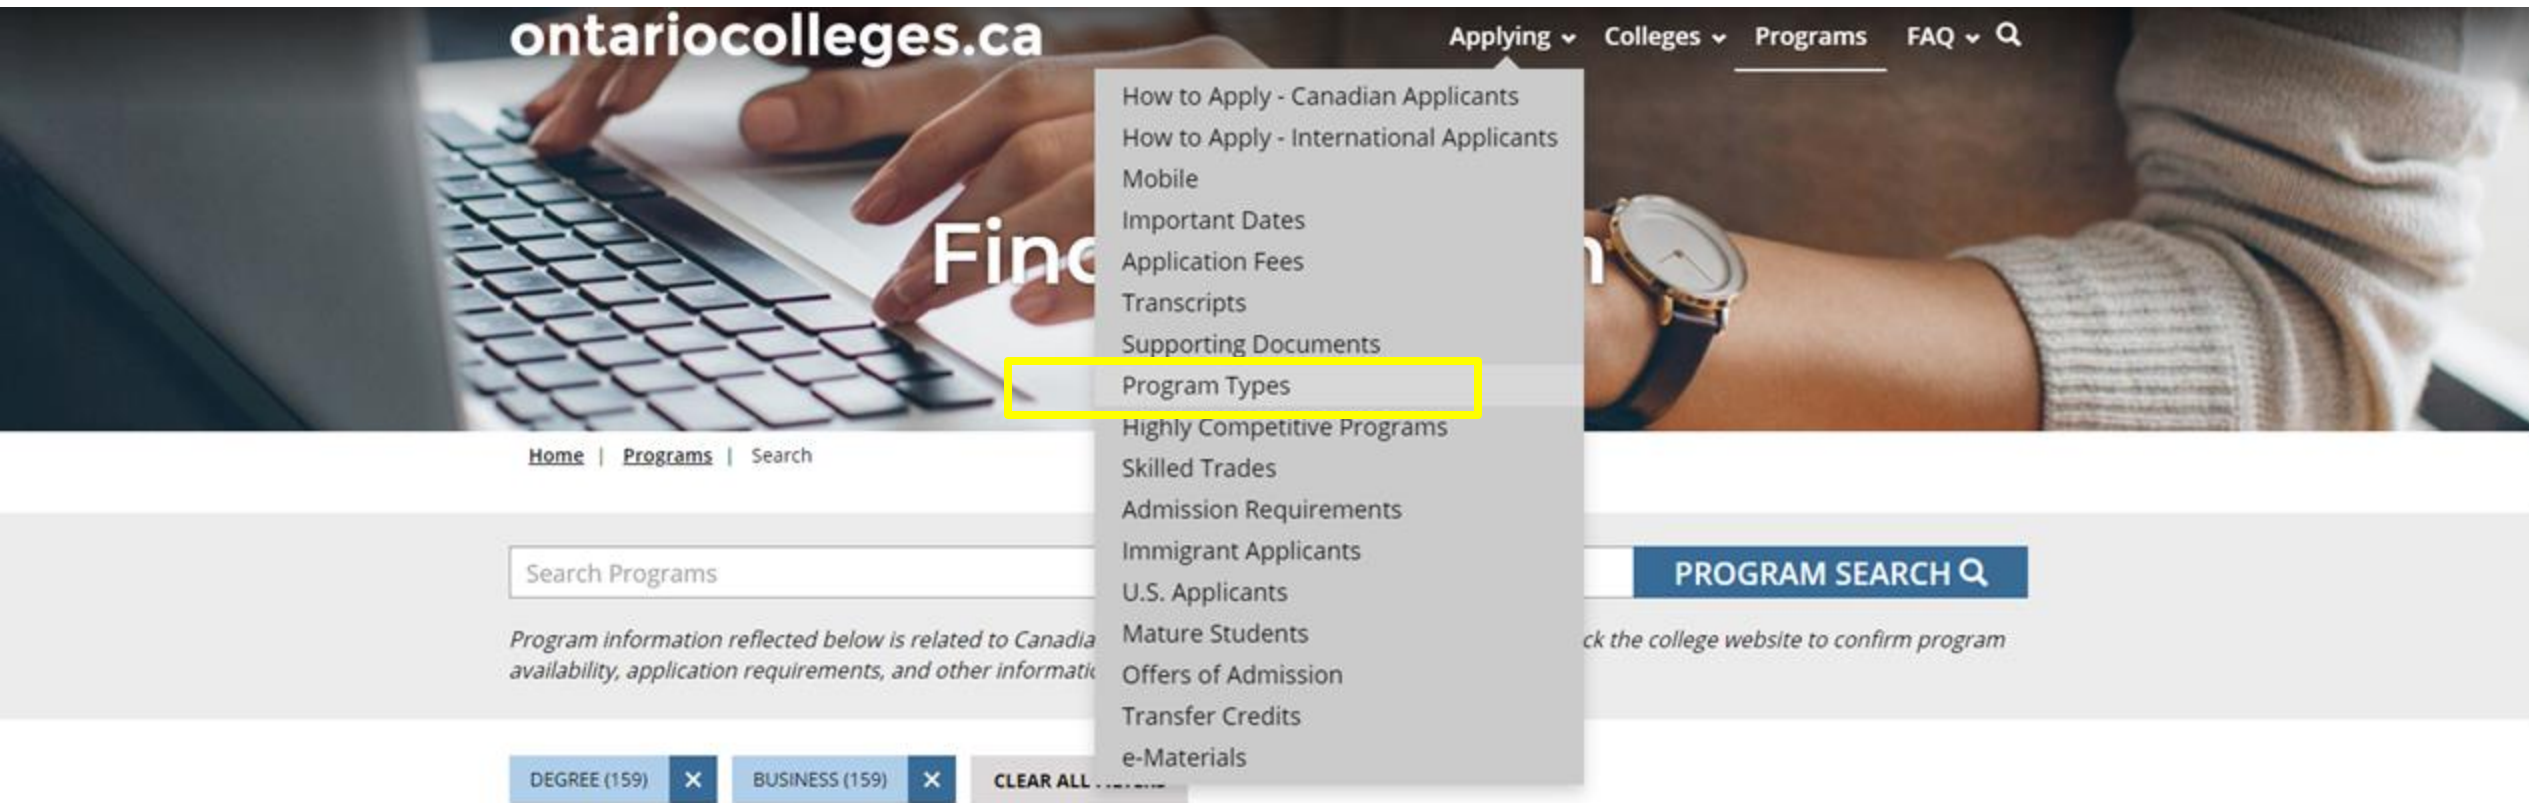 ontariocolleges.ca
Applying Colleges Programs FAQ
How to Apply - Canadian Applicants
How to Apply - International Applicants
Mobile
Important Dates
Application Fees
Transcripts
Supporting Documents
Program Types
Highly Competitive Programs
Skilled Trades
Admission Requirements
Immigrant Applicants
U.S. Applicants
Mature Students
Offers of Admission
Transfer Credits
e-Materials
Home | Programs | Search
Search Programs
PROGRAM SEARCH
Program information reflected below is related to
ck the college website to confirm program
availability, application requirements, and other
DEGREE (159) X BUSINESS (159) X CLEAR ALL